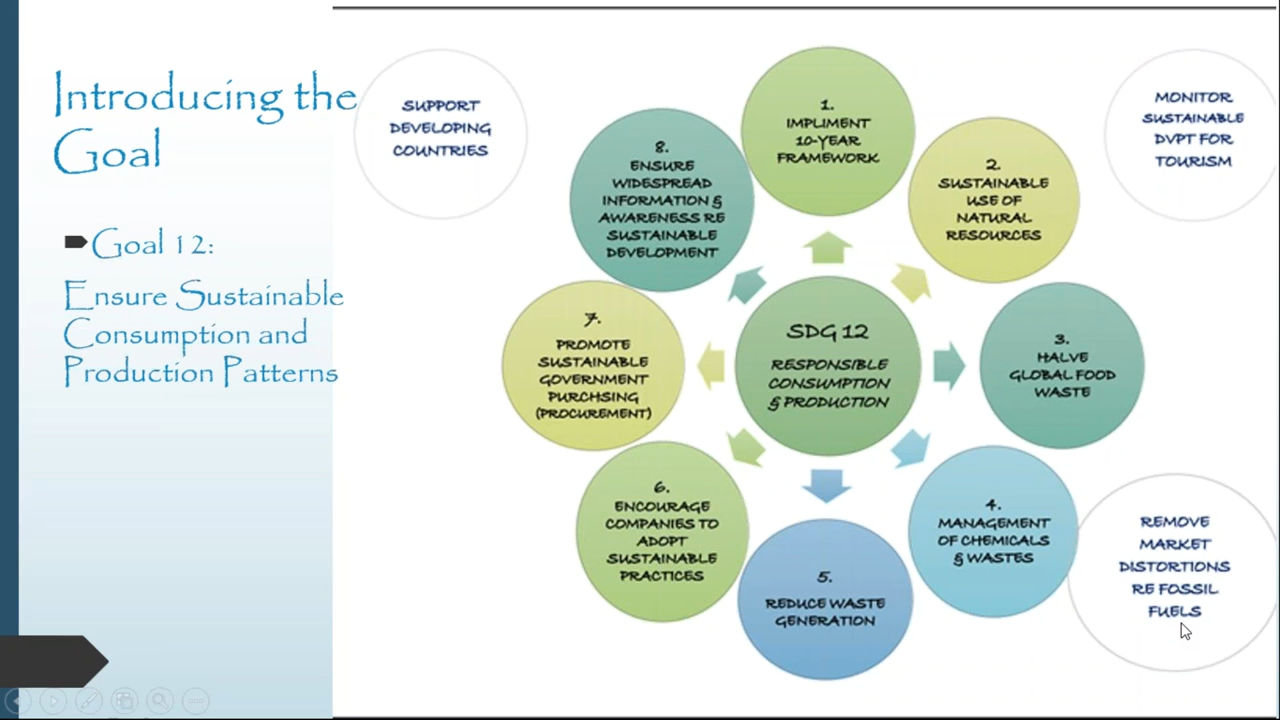 Introducing the
Goal
Goal 12:
Ensure Sustainable
Consumption and
Production Patterns
SUPPORT
DEVELOPING
COUNTRIES
1.
IMPLIMENT
10-YEAR
FRAMEWORK
MONITOR
SUSTAINABLE
DVPT FOR
TOURISM
8.
ENSURE
WIDESPREAD
INFORMATION &
AWARENESS RE
SUSTAINABLE
DEVELOPMENT
2.
SUSTAINABLE
USE OF
NATURAL
RESOURCES
7.
PROMOTE
SUSTAINABLE
GOVERNMENT
PURCHSING
(PROCUREMENT)
SDG 12
RESPONSIBLE
CONSUMPTION
& PRODUCTION
3.
HALVE
GLOBAL FOOD
WASTE
6.
ENCOURAGE
COMPANIES TO
ADOPT
SUSTAINABLE
PRACTICES
5.
REDUCE WASTE
GENERATION
4.
MANAGEMENT
OF CHEMICALS
& WASTES
REMOVE
MARKET
DISTORTIONS
RE FOSSIL
FUELS